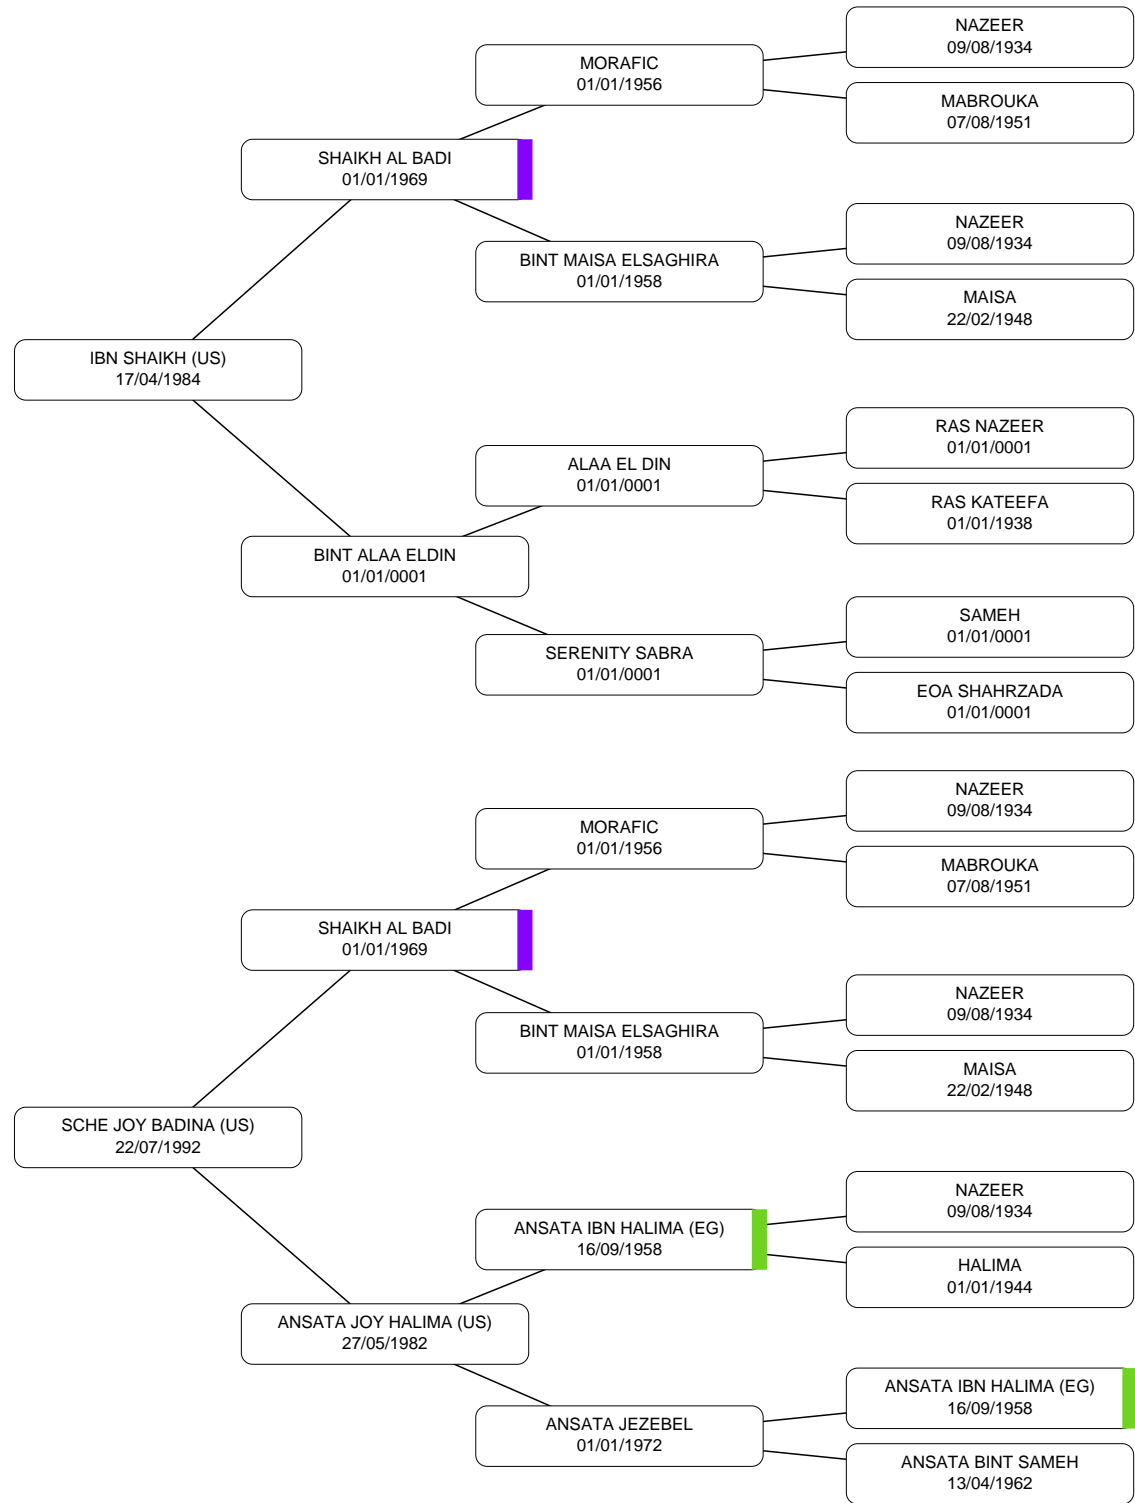 NAZEER
09/08/1934
MORAFIC
01/01/1956
MABROUKA
07/08/1951
SHAIKH AL BADI
01/01/1969
NAZEER
09/08/1934
BINT MAISA ELSAGHIRA
01/01/1958
MAISA
22/02/1948
IBN SHAIKH (US)
17/04/1984
RAS NAZEER
01/01/0001
ALAA EL DIN
01/01/0001
RAS KATEEFA
01/01/1938
BINT ALAA ELDIN
01/01/0001
SAMEH
01/01/0001
SERENITY SABRA
01/01/0001
EOA SHAHRZADA
01/01/0001
NAZEER
09/08/1934
MORAFIC
01/01/1956
MABROUKA
07/08/1951
SHAIKH AL BADI
01/01/1969
NAZEER
09/08/1934
BINT MAISA ELSAGHIRA
01/01/1958
MAISA
22/02/1948
SCHE JOY BADINA (US)
22/07/1992
NAZEER
09/08/1934
ANSATA IBN HALIMA (EG)
16/09/1958
HALIMA
01/01/1944
ANSATA JOY HALIMA (US)
27/05/1982
ANSATA IBN HALIMA (EG)
16/09/1958
ANSATA JEZEBEL
01/01/1972
ANSATA BINT SAMEH
13/04/1962